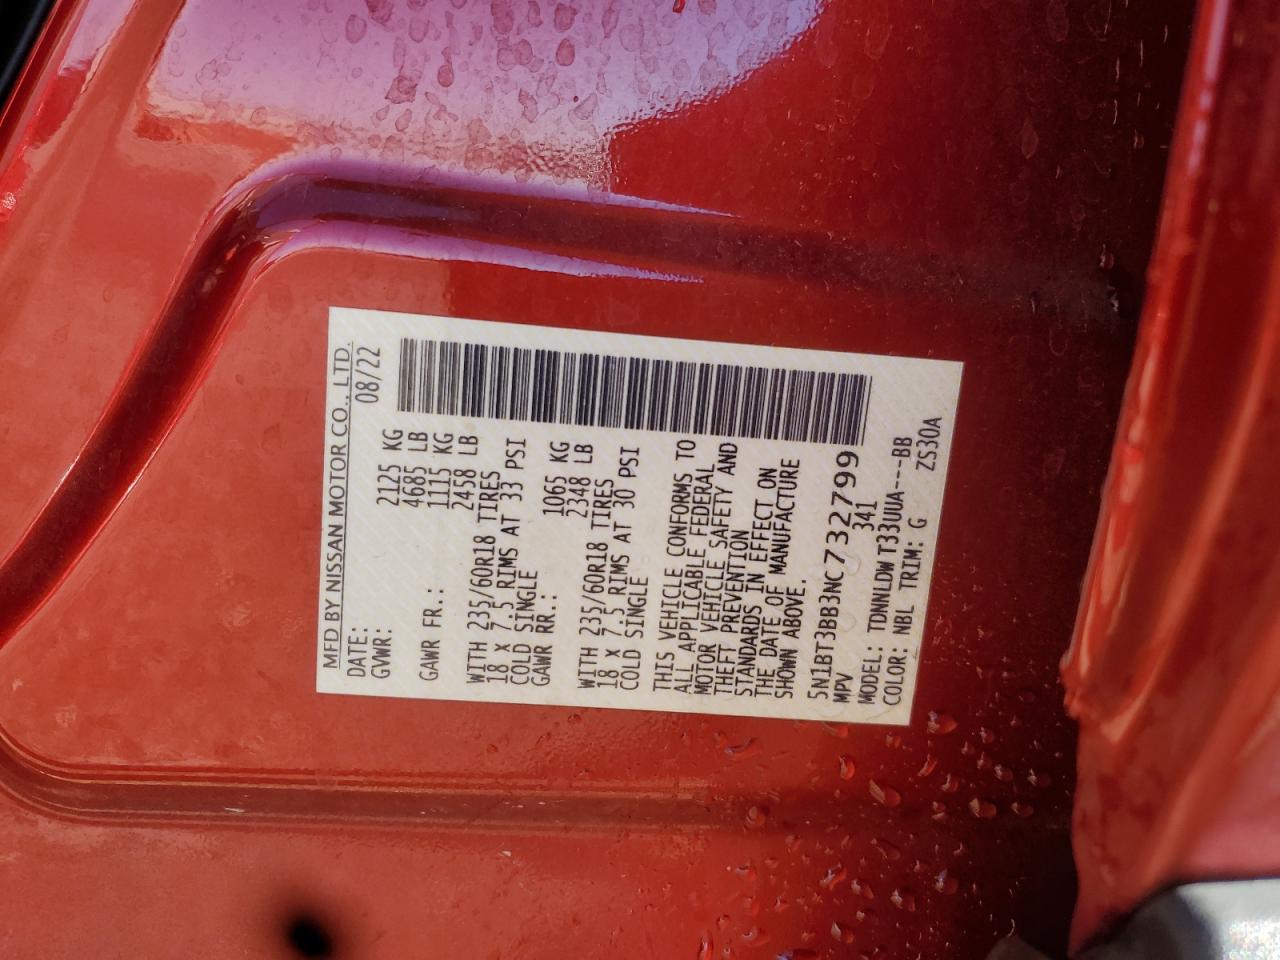 MFD BY NISSAN MOTOR CO., LTD.
DATE: 08/22
GVWR: 2125 KG
4685 LB
GAWR FR.: 1115 KG
2458 LB
WITH 235/60R18 TIRES
18 X 7.5 RIMS AT 33 PSI
COLD SINGLE
GAWR RR.: 1065 KG
2348 LB
WITH 235/60R18 TIRES
18 X 7.5 RIMS AT 30 PSI
COLD SINGLE
THIS VEHICLE CONFORMS TO
ALL APPLICABLE FEDERAL
MOTOR VEHICLE SAFETY AND
THEFT PREVENTION
STANDARDS IN EFFECT ON
THE DATE OF MANUFACTURE
SHOWN ABOVE.
5N1BT3BB3NC732799
MPV 341
MODEL: TDNNLDW T33UUA----BB
COLOR: NBL TRIM: G ZS30A